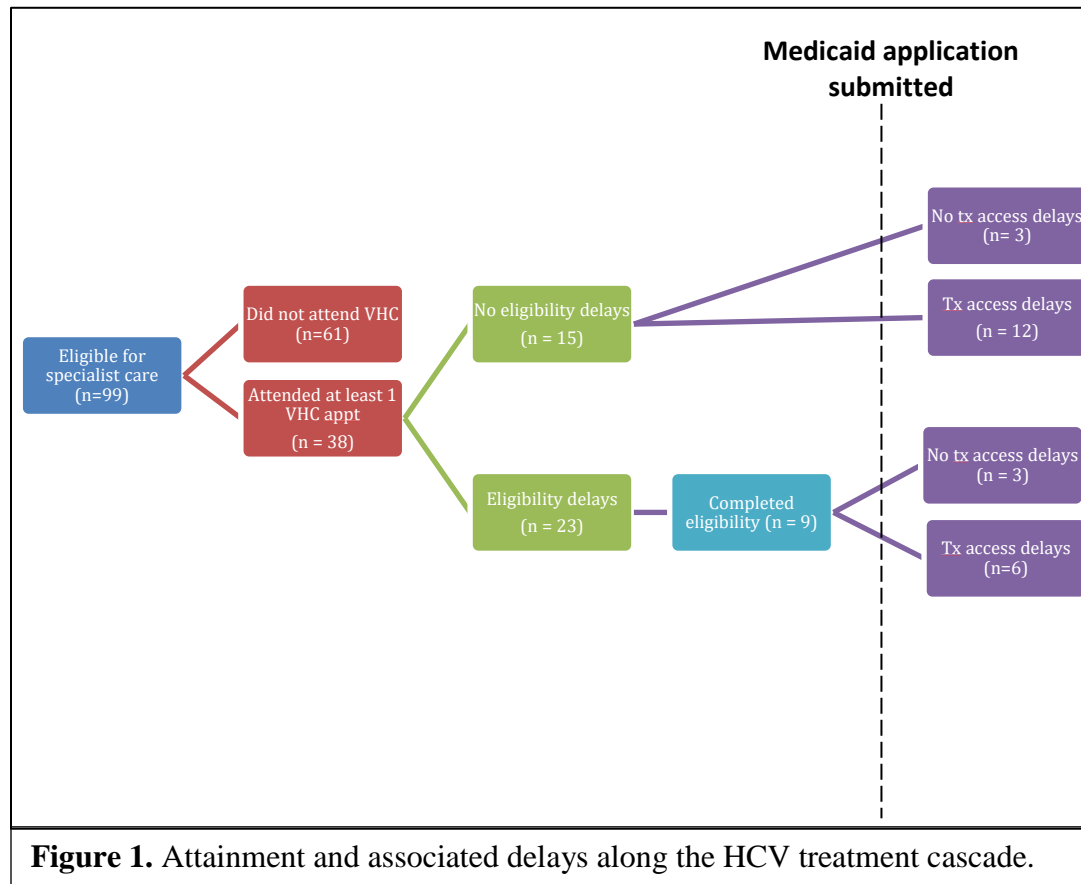 Medicaid application
submitted
Eligible for
specialist care
(n=99)
Did not attend VHC
(n=61)
Attended at least 1
VHC appt
(n = 38)
No eligibility delays
(n = 15)
Eligibility delays
(n = 23)
Completed
eligibility (n = 9)
No tx access delays
(n= 3)
Tx access delays
(n = 12)
No tx access delays
(n = 3)
Tx access delays
(n=6)
Figure 1. Attainment and associated delays along the HCV treatment cascade.